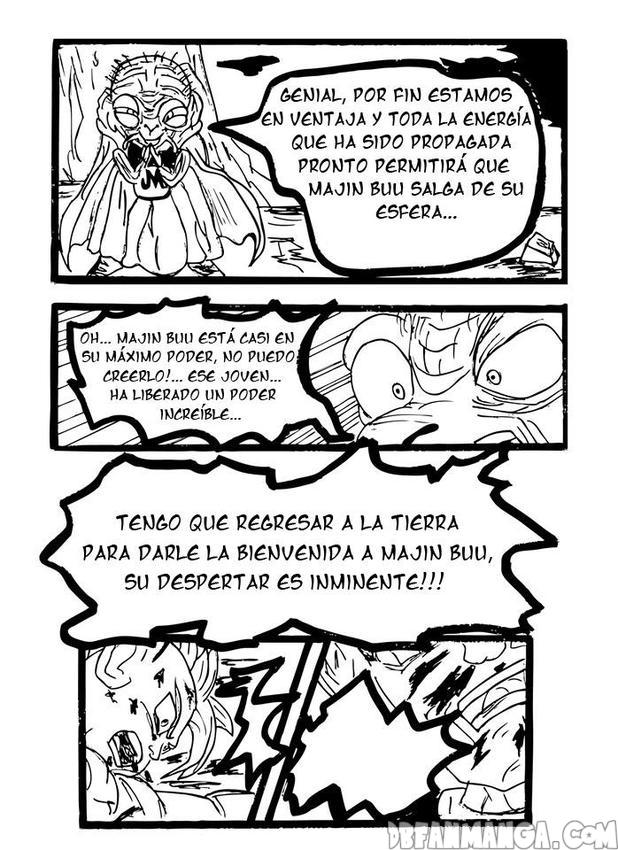 GENIAL, POR FIN ESTAMOS
EN VENTAJA Y TODA LA ENERGÍA
QUE HA SIDO PROPAGADA
PRONTO PERMITIRÁ QUE
MAJIN BUU SALGA DE SU
ESFERA...
M
OH... MAJIN BUU ESTÁ CASI EN
SU MÁXIMO PODER, NO PUEDO
CREERLO!... ESE JOVEN...
HA LIBERADO UN PODER
INCREÍBLE...
TENGO QUE REGRESAR A LA TIERRA
PARA DARLE LA BIENVENIDA A MAJIN BUU,
SU DESPERTAR ES INMINENTE!!!
DBFANMANGA.COM